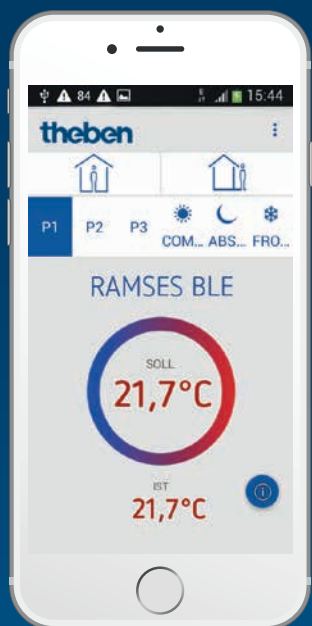 84 15:44
theben
P1 P2 P3 COM... ABS... FRO...
RAMSES BLE
SOLL
21,7°C
IST
21,7°C